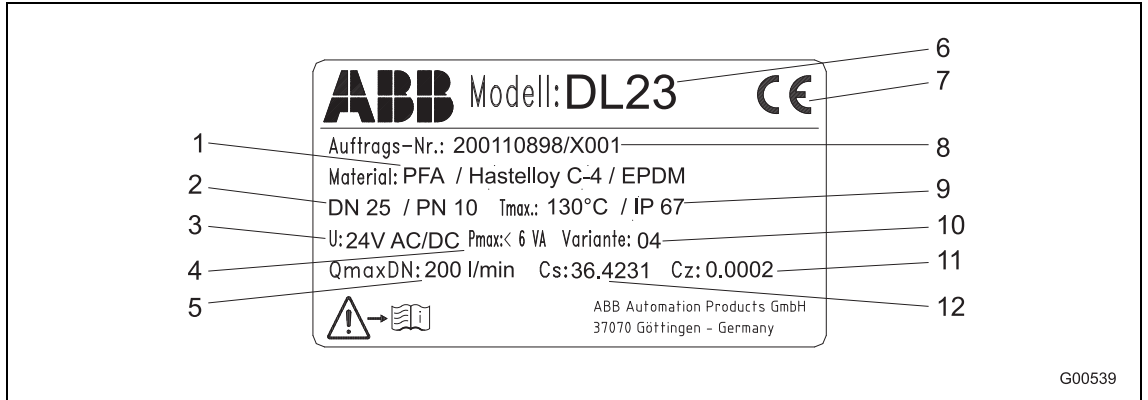 6
ABB Modell: DL23 CE
7
1
Auftrags-Nr.: 200110898/X001
8
Material: PFA / Hastelloy C-4 / EPDM
2
DN 25 / PN 10 Tmax.: 130°C / IP 67
9
3
U: 24V AC/DC Pmax:< 6 VA Variante: 04
10
4
QmaxDN: 200 l/min Cs: 36.4231 Cz: 0.0002
11
5
12
i
ABB Automation Products GmbH
37070 Göttingen - Germany
G00539